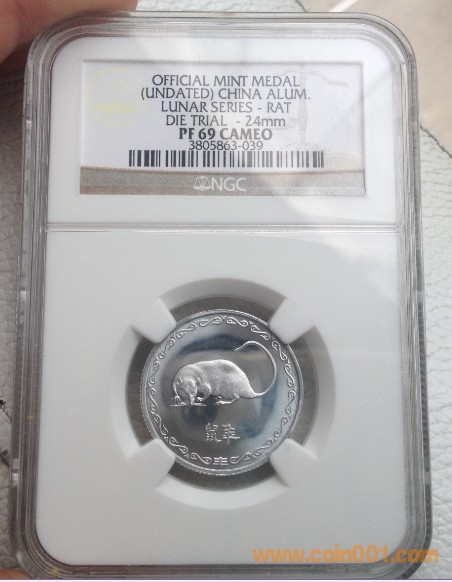 OFFICIAL MINT MEDAL
(UNDATED) CHINA ALUM.
LUNAR SERIES - RAT
DIE TRIAL - 24mm
PF 69 CAMEO
3805863-039
NGC
鼠年
www.coin001.com